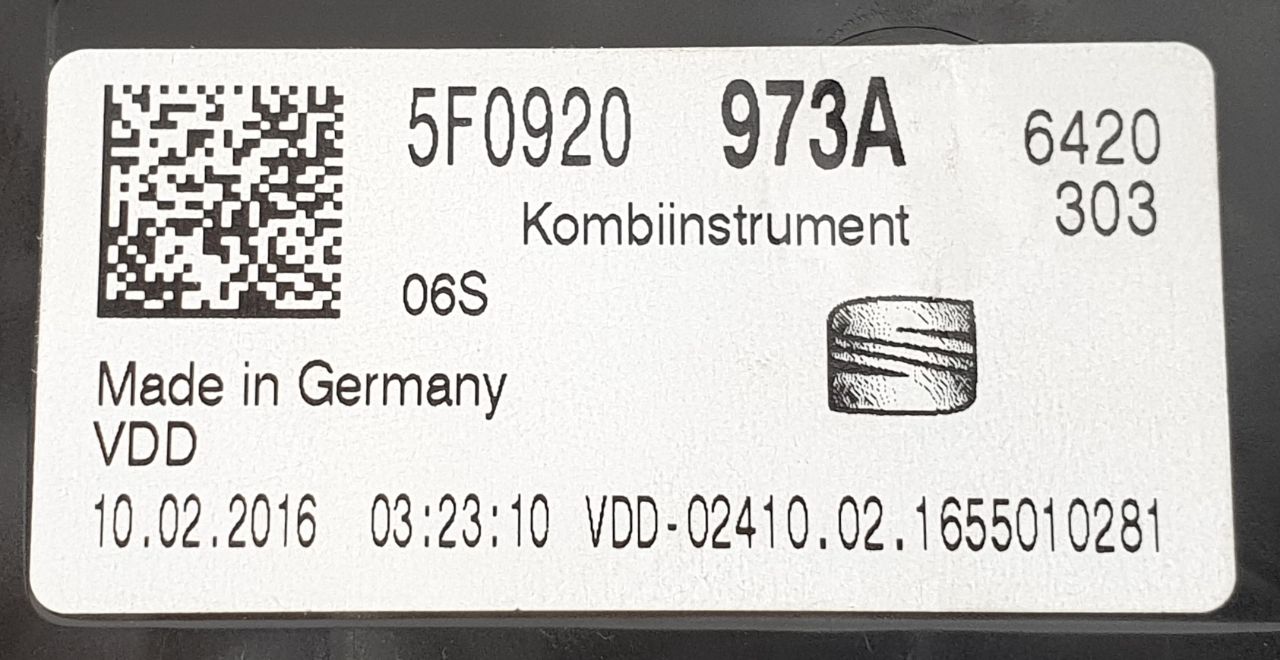 5F0920 973A 6420
303
Kombiinstrument
06S
Made in Germany
VDD
10.02.2016 03:23:10 VDD-02410.02.1655010281